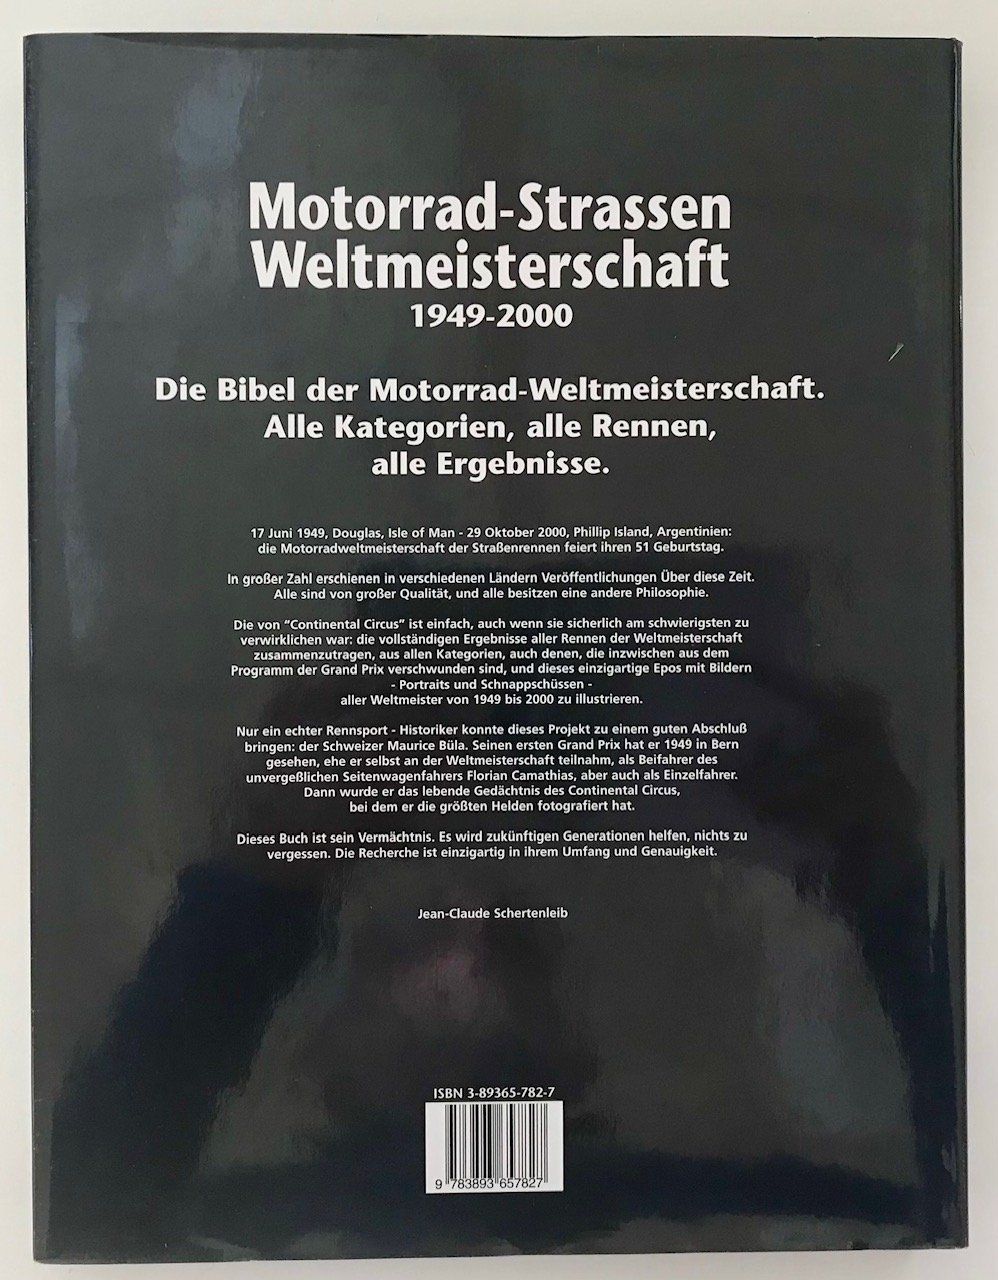 Motorrad-Strassen
Weltmeisterschaft
1949-2000
Die Bibel der Motorrad-Weltmeisterschaft.
Alle Kategorien, alle Rennen,
alle Ergebnisse.
17 Juni 1949, Douglas, Isle of Man - 29 Oktober 2000, Phillip Island, Argentinien:
die Motorradweltmeisterschaft der Straßenrennen feiert ihren 51 Geburtstag.
In großer Zahl erschienen in verschiedenen Ländern Veröffentlichungen Über diese Zeit.
Alle sind von großer Qualität, und alle besitzen eine andere Philosophie.
Die von “Continental Circus” ist einfach, auch wenn sie sicherlich am schwierigsten zu
verwirklichen war: die vollständigen Ergebnisse aller Rennen der Weltmeisterschaft
zusammenzutragen, aus allen Kategorien, auch denen, die inzwischen aus dem
Programm der Grand Prix verschwunden sind, und dieses einzigartige Epos mit Bildern
- Portraits und Schnappschüssen -
aller Weltmeister von 1949 bis 2000 zu illustrieren.
Nur ein echter Rennsport - Historiker konnte dieses Projekt zu einem guten Abschluß
bringen: der Schweizer Maurice Büla. Seinen ersten Grand Prix hat er 1949 in Bern
gesehen, ehe er selbst an der Weltmeisterschaft teilnahm, als Beifahrer des
unvergeßlichen Seitenwagenfahrers Florian Camathias, aber auch als Einzelfahrer.
Dann wurde er das lebende Gedächtnis des Continental Circus,
bei dem er die größten Helden fotografiert hat.
Dieses Buch ist sein Vermächtnis. Es wird zukünftigen Generationen helfen, nichts zu
vergessen. Die Recherche ist einzigartig in ihrem Umfang und Genauigkeit.
Jean-Claude Schertenleib
ISBN 3-89365-782-7
9 783893 657827